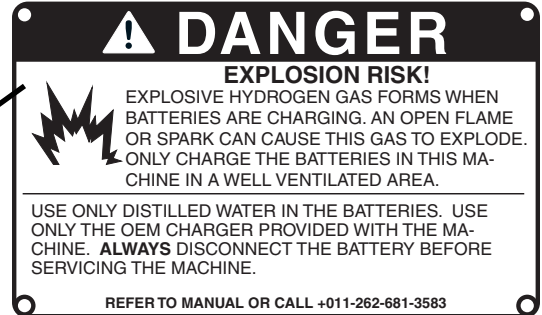 DANGER
EXPLOSION RISK!
EXPLOSIVE HYDROGEN GAS FORMS WHEN
BATTERIES ARE CHARGING. AN OPEN FLAME
OR SPARK CAN CAUSE THIS GAS TO EXPLODE.
ONLY CHARGE THE BATTERIES IN THIS MA-
CHINE IN A WELL VENTILATED AREA.
USE ONLY DISTILLED WATER IN THE BATTERIES. USE
ONLY THE OEM CHARGER PROVIDED WITH THE MA-
CHINE. ALWAYS DISCONNECT THE BATTERY BEFORE
SERVICING THE MACHINE.
REFER TO MANUAL OR CALL +011-262-681-3583